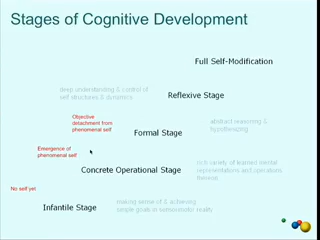 Stages of Cognitive Development
Full Self-Modification
deep understanding & control of
self structures & dynamics
Reflexive Stage
Objective
detachment from
phenomenal self
Formal Stage
abstract reasoning &
hypothesizing
Emergence of
phenomenal self
Concrete Operational Stage
rich variety of learned mental
representations and operations
thereon
No self yet
Infantile Stage
making sense of & achieving
simple goals in sensorimotor reality